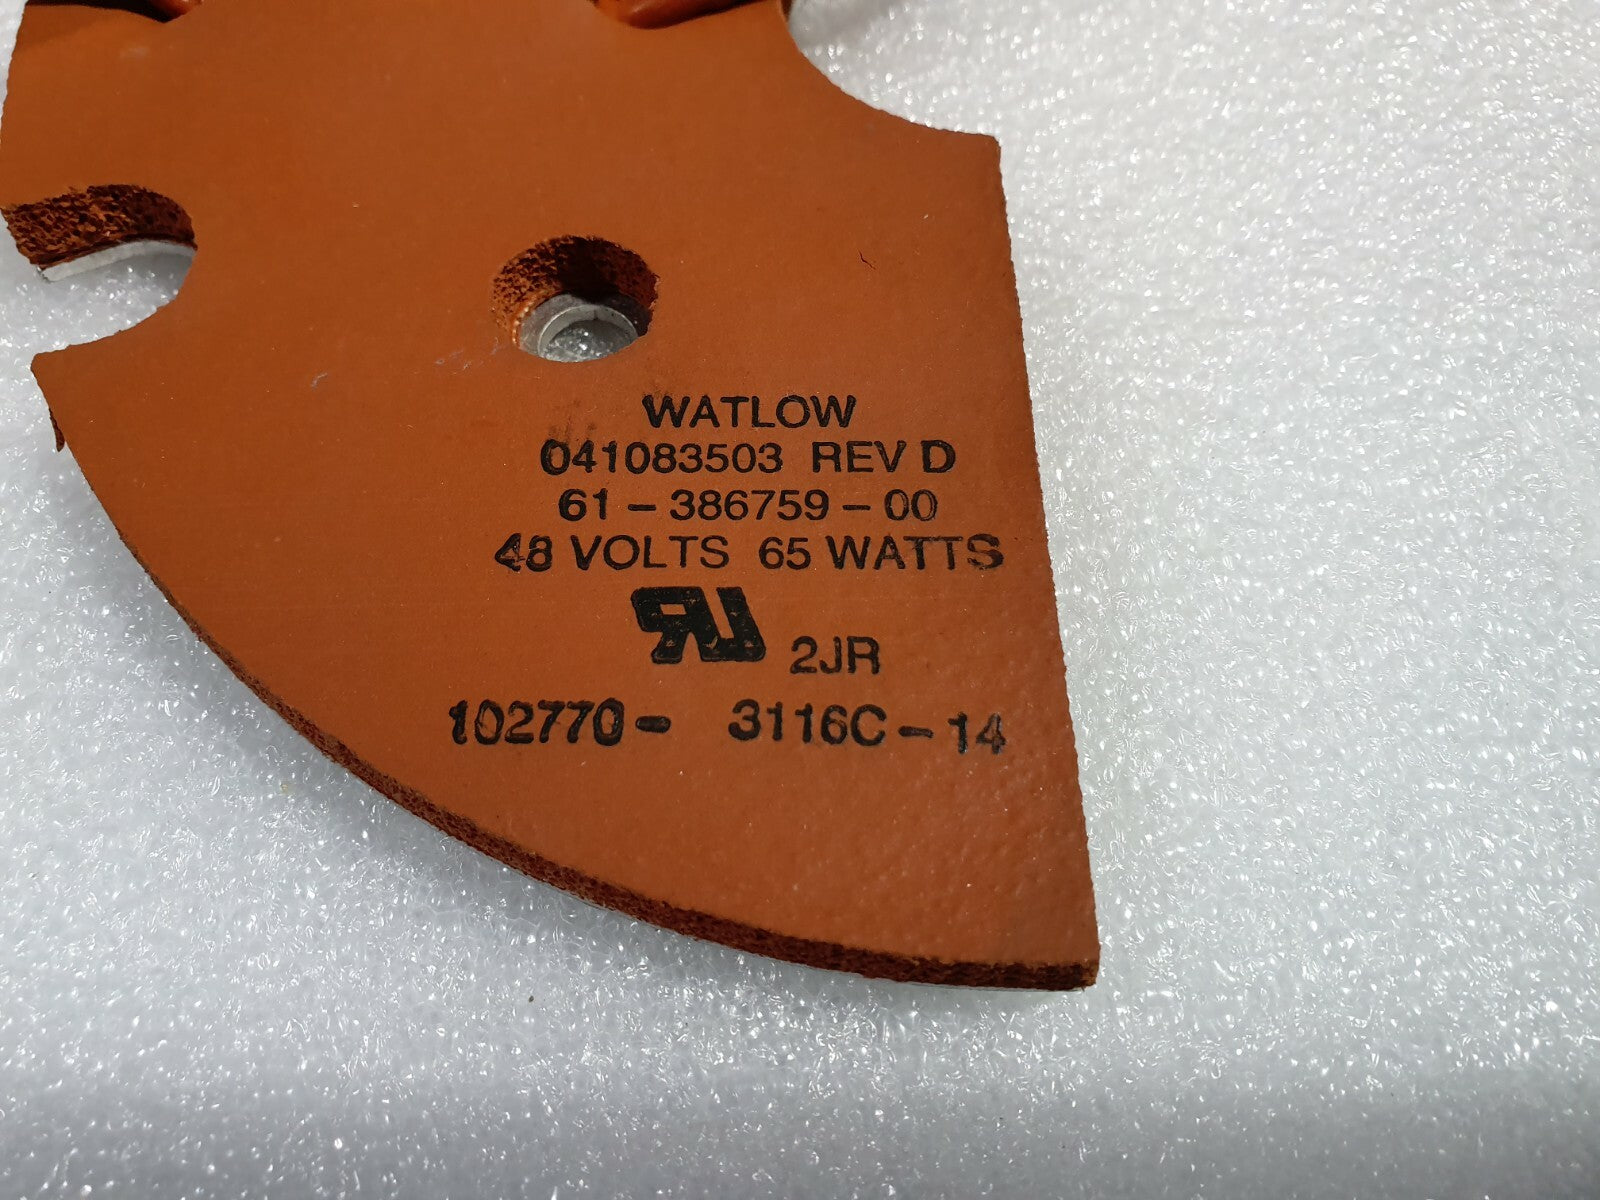 WATLOW
041083503 REV D
61-386759-00
48 VOLTS 65 WATTS
2JR
102770- 3116C-14